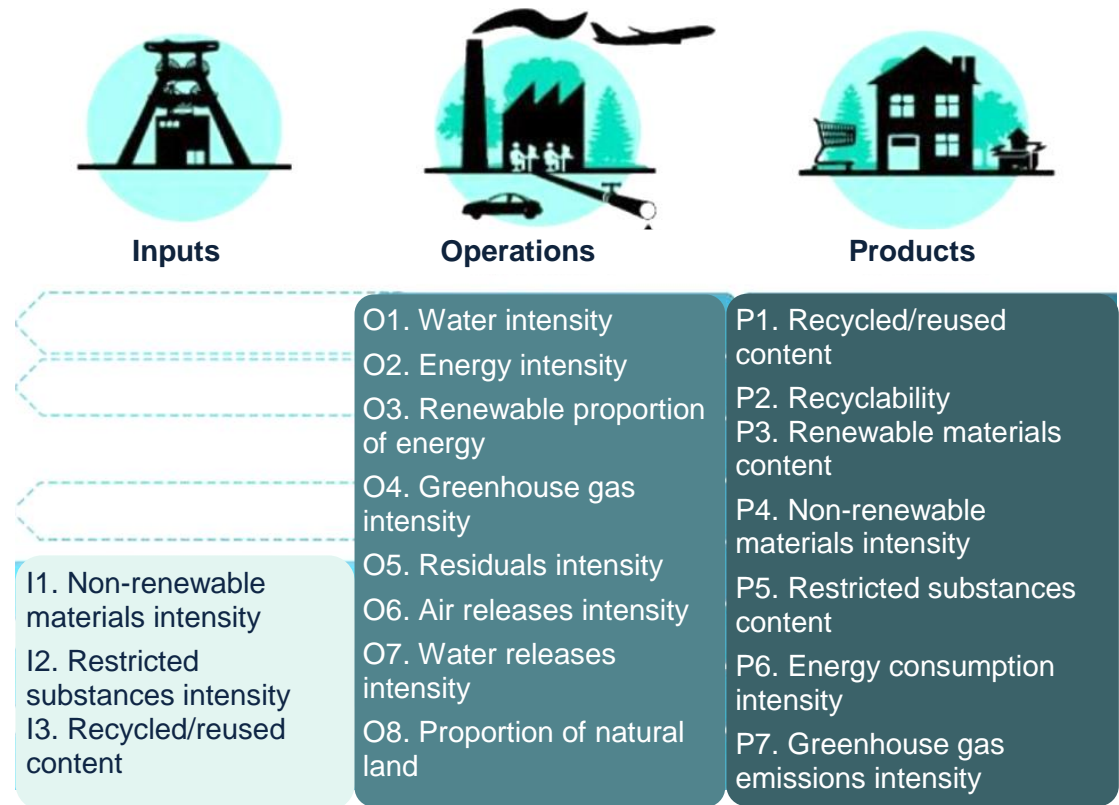 Inputs
Operations
Products
I1. Non-renewable
materials intensity
I2. Restricted
substances intensity
I3. Recycled/reused
content
O1. Water intensity
O2. Energy intensity
O3. Renewable proportion
of energy
O4. Greenhouse gas
intensity
O5. Residuals intensity
O6. Air releases intensity
O7. Water releases
intensity
O8. Proportion of natural
land
P1. Recycled/reused
content
P2. Recyclability
P3. Renewable materials
content
P4. Non-renewable
materials intensity
P5. Restricted substances
content
P6. Energy consumption
intensity
P7. Greenhouse gas
emissions intensity